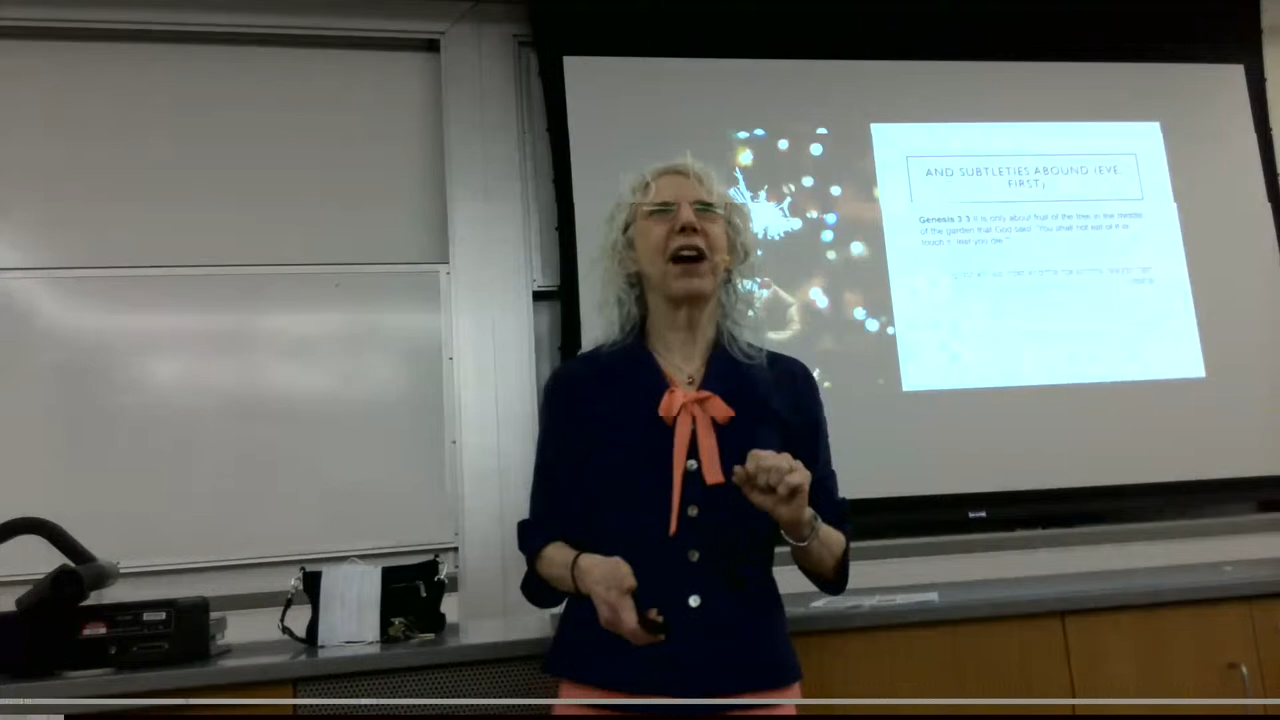 AND SUBTLETIES ABOUND (EVE,
FIRST)
Genesis 3:3 It is only about fruit of the tree in the middle
of the garden that God said: "You shall not eat of it or
touch it, lest you die."